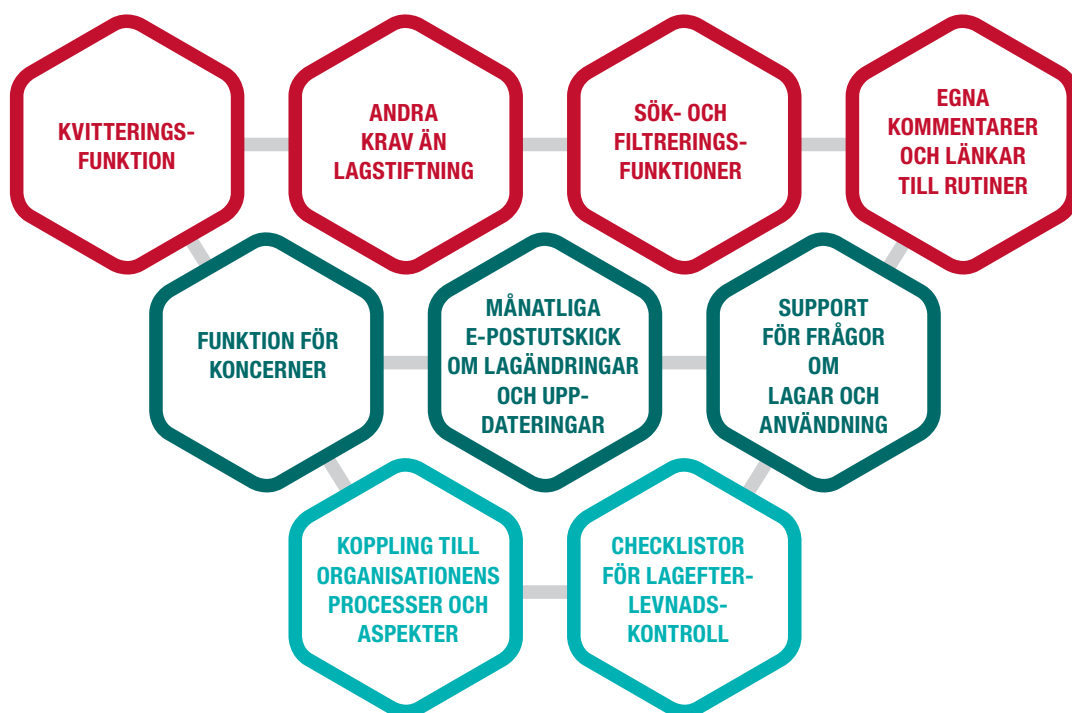 KVITTERINGS-
FUNKTION
ANDRA
KRAV ÄN
LAGSTIFTNING
SÖK- OCH
FILTRERINGS-
FUNKTIONER
EGNA
KOMMENTARER
OCH LÄNKAR
TILL RUTINER
FUNKTION FÖR
KONCERNER
MÅNATLIGA
E-POSTUTSKICK
OM LAGÄNDRINGAR
OCH UPP-
DATERINGAR
SUPPORT
FÖR FRÅGOR
OM
LAGAR OCH
ANVÄNDNING
KOPPLING TILL
ORGANISATIONENS
PROCESSER OCH
ASPEKTER
CHECKLISTOR
FÖR LAGEFTER-
LEVNADS-
KONTROLL